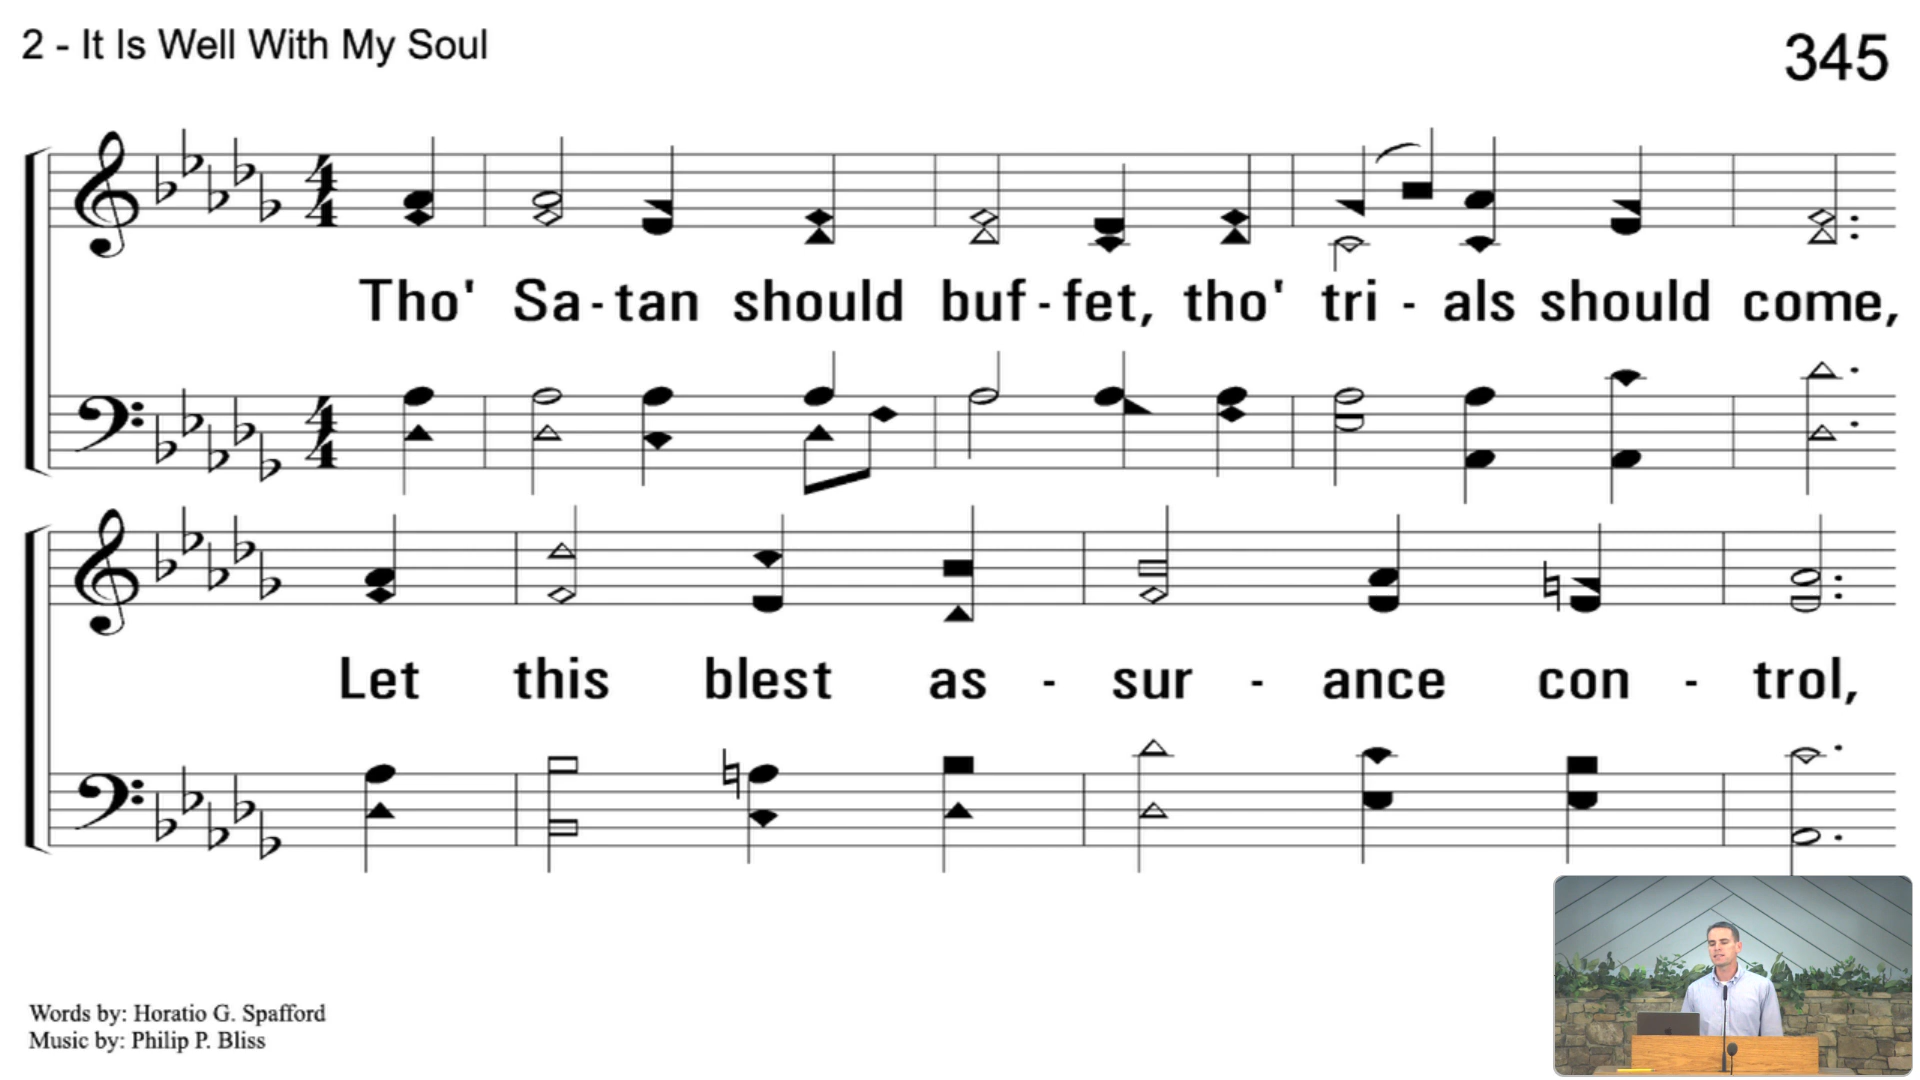 2 - It Is Well With My Soul
345
Tho' Sa-tan should buf-fet, tho' tri - als should come,
Let this blest as - sur - ance con - trol,
Words by: Horatio G. Spafford
Music by: Philip P. Bliss